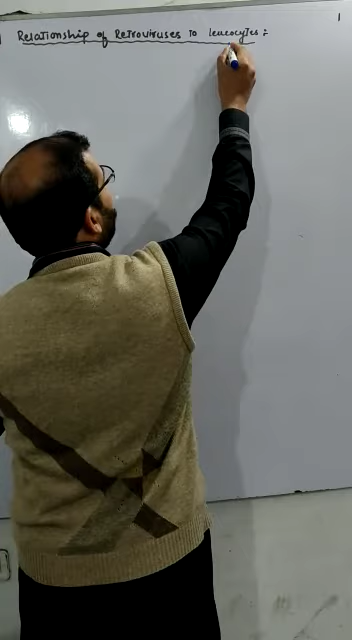 Relationship of Retroviruses to leucocytes :-